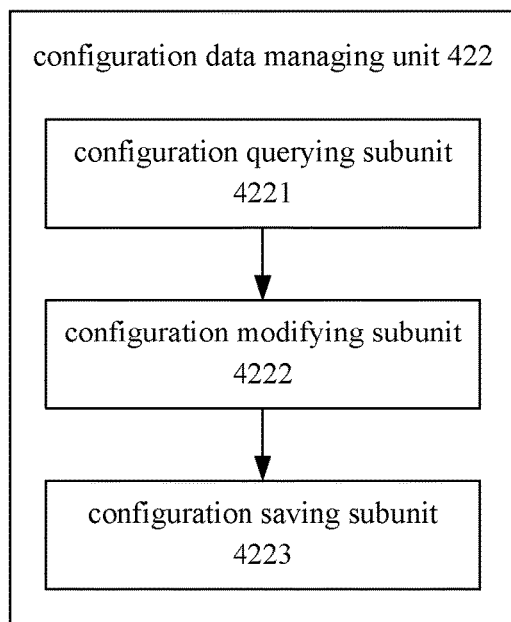 configuration data managing unit 422
configuration querying subunit
4221
configuration modifying subunit
4222
configuration saving subunit
4223